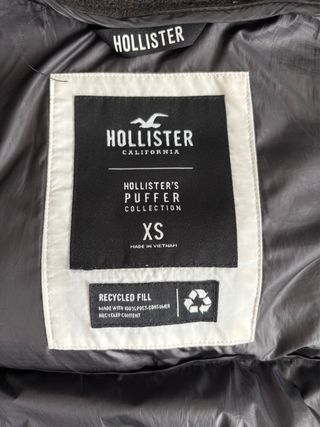 HOLLISTER
HOLLISTER
CALIFORNIA
HOLLISTER'S
PUFFER
COLLECTION
XS
MADE IN VIETNAM
RECYCLED FILL
MADE WITH 100% POST-CONSUMER
RECYCLED CONTENT